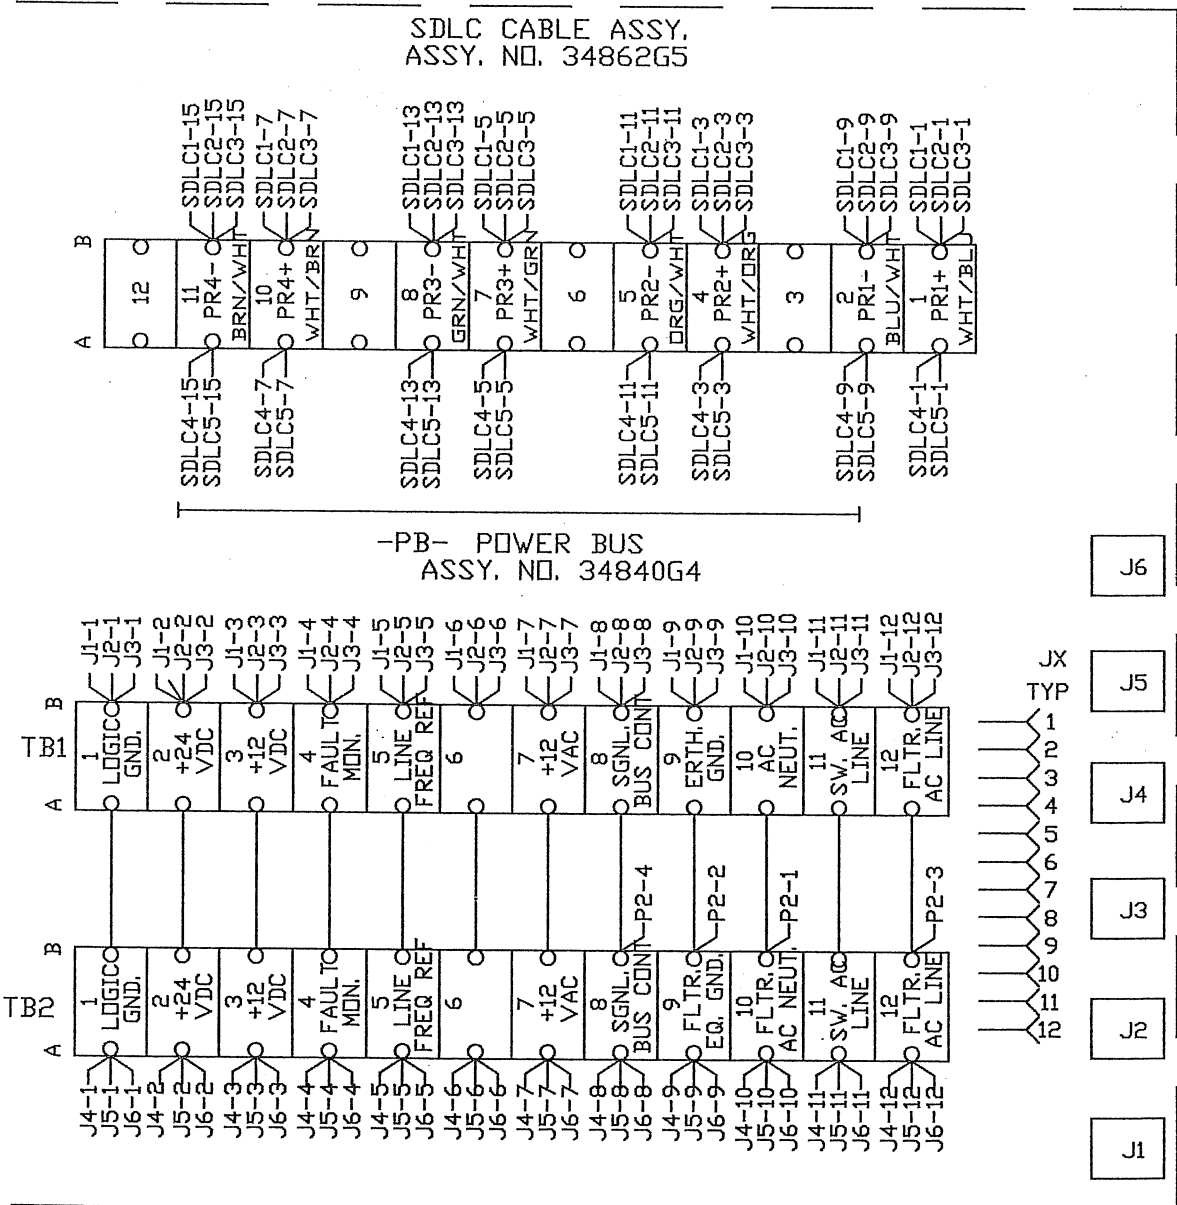 SDLC CABLE ASSY.
ASSY. NO. 34862G5
SDLC1-15
SDLC2-15
SDLC3-15
SDLC1-7
SDLC2-7
SDLC3-7
SDLC1-13
SDLC2-13
SDLC3-13
SDLC1-5
SDLC2-5
SDLC3-5
SDLC1-11
SDLC2-11
SDLC3-11
SDLC1-3
SDLC2-3
SDLC3-3
SDLC1-9
SDLC2-9
SDLC3-9
SDLC1-1
SDLC2-1
SDLC3-1
B
A
12
11
PR4-
BRN/WHT
10
PR4+
WHT/BRN
9
8
PR3-
GRN/WHT
7
PR3+
WHT/GRN
6
5
PR2-
ORG/WHT
4
PR2+
WHT/ORG
3
2
PR1-
BLU/WHT
1
PR1+
WHT/BLU
SDLC4-15
SDLC5-15
SDLC4-7
SDLC5-7
SDLC4-13
SDLC5-13
SDLC4-5
SDLC5-5
SDLC4-11
SDLC5-11
SDLC4-3
SDLC5-3
SDLC4-9
SDLC5-9
SDLC4-1
SDLC5-1
-PB- POWER BUS
ASSY. NO. 34840G4
J1-1
J2-1
J3-1
J1-2
J2-2
J3-2
J1-3
J2-3
J3-3
J1-4
J2-4
J3-4
J1-5
J2-5
J3-5
J1-6
J2-6
J3-6
J1-7
J2-7
J3-7
J1-8
J2-8
J3-8
J1-9
J2-9
J3-9
J1-10
J2-10
J3-10
J1-11
J2-11
J3-11
J1-12
J2-12
J3-12
TB1
B
A
1
LOGIC
GND.
2
+24
VDC
3
+12
VDC
4
FAULT
MON.
5
LINE
FREQ REF
6
7
+12
VAC
8
SGNL.
BUS CONT
9
ERTH.
GND.
10
AC
NEUT.
11
SW. AC
LINE
12
FLTR.
AC LINE
P2-4
P2-2
P2-1
P2-3
TB2
B
A
1
LOGIC
GND.
2
+24
VDC
3
+12
VDC
4
FAULT
MON.
5
LINE
FREQ REF
6
7
+12
VAC
8
SGNL.
BUS CONT
9
FLTR.
EQ. GND.
10
FLTR.
AC NEUT.
11
SW. AC
LINE
12
FLTR.
AC LINE
J4-1
J5-1
J6-1
J4-2
J5-2
J6-2
J4-3
J5-3
J6-3
J4-4
J5-4
J6-4
J4-5
J5-5
J6-5
J4-6
J5-6
J6-6
J4-7
J5-7
J6-7
J4-8
J5-8
J6-8
J4-9
J5-9
J6-9
J4-10
J5-10
J6-10
J4-11
J5-11
J6-11
J4-12
J5-12
J6-12
JX
TYP
1
2
3
4
5
6
7
8
9
10
11
12
J6
J5
J4
J3
J2
J1